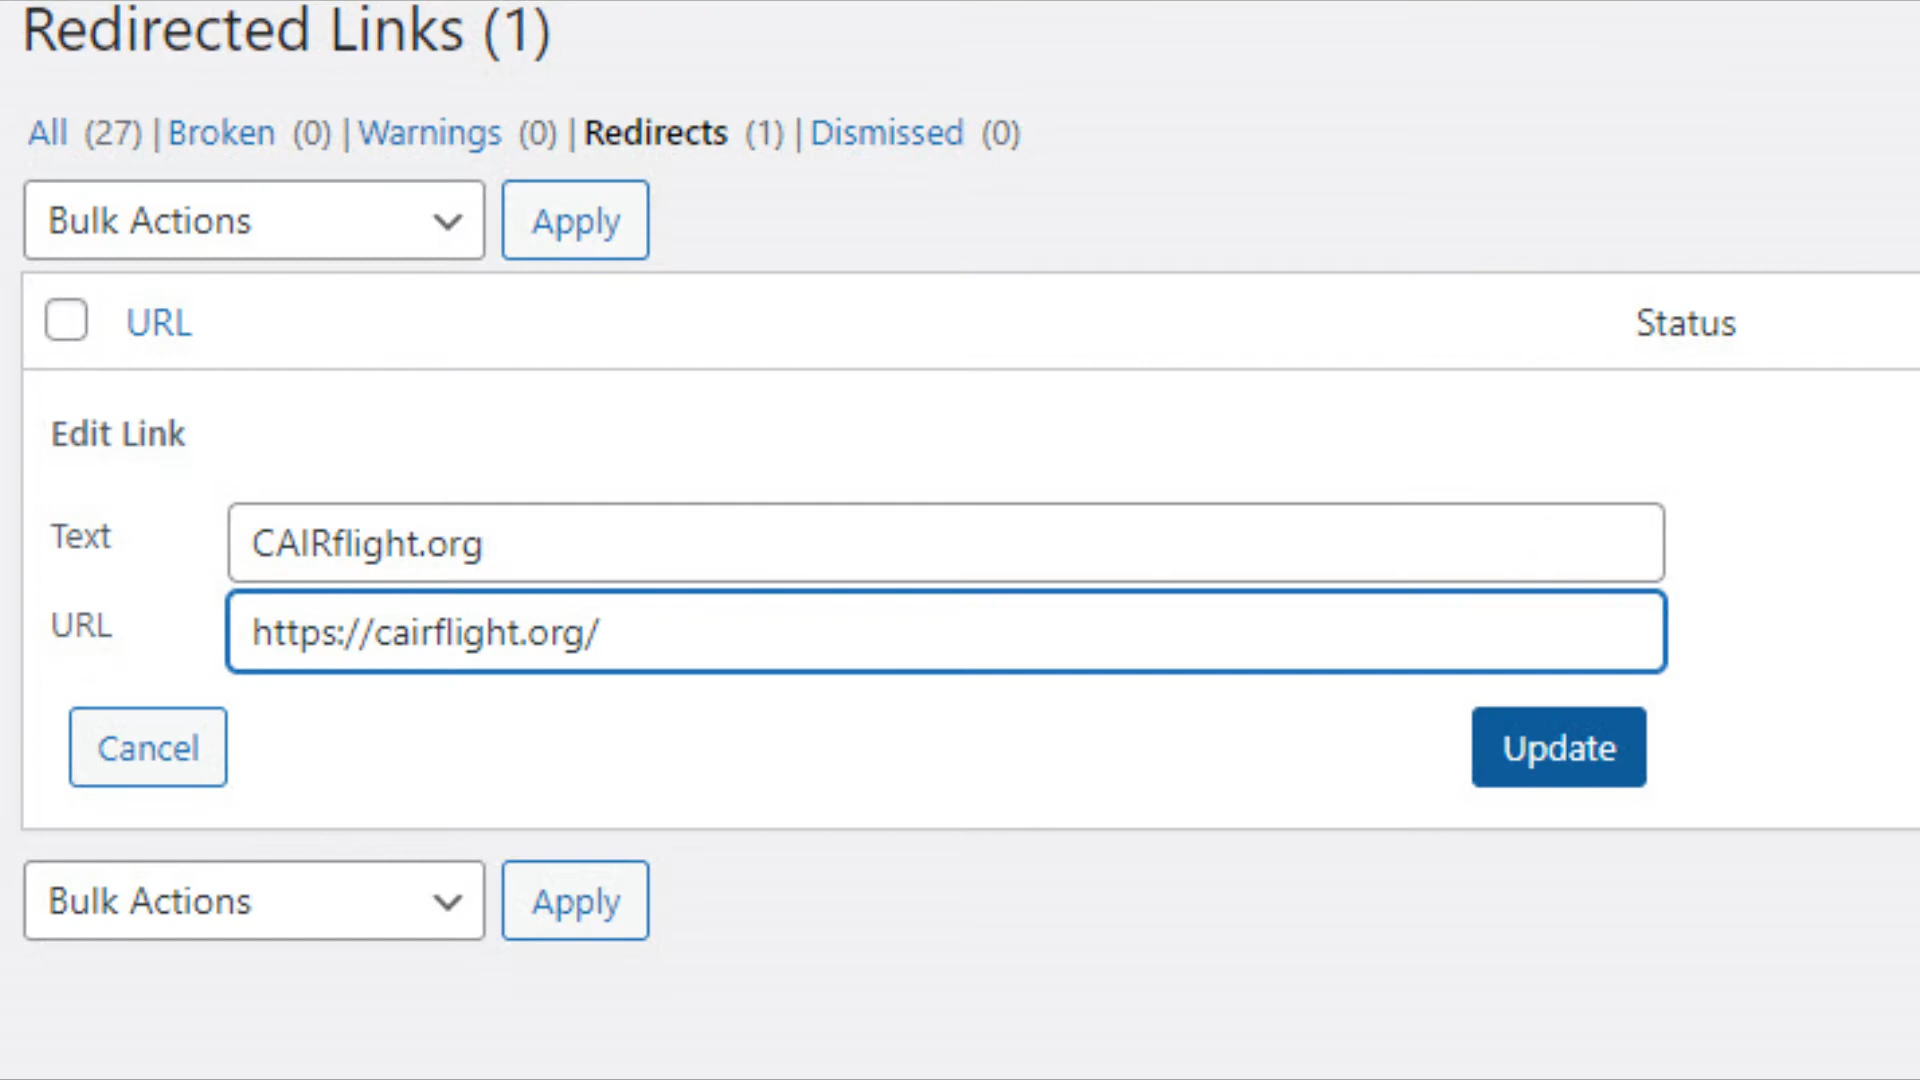 Redirected Links (1)
All (27) | Broken (0) | Warnings (0) | Redirects (1) | Dismissed (0)
Bulk Actions Apply
URL Status
Edit Link
Text CAIRflight.org
URL https://cairflight.org/
Cancel Update
Bulk Actions Apply